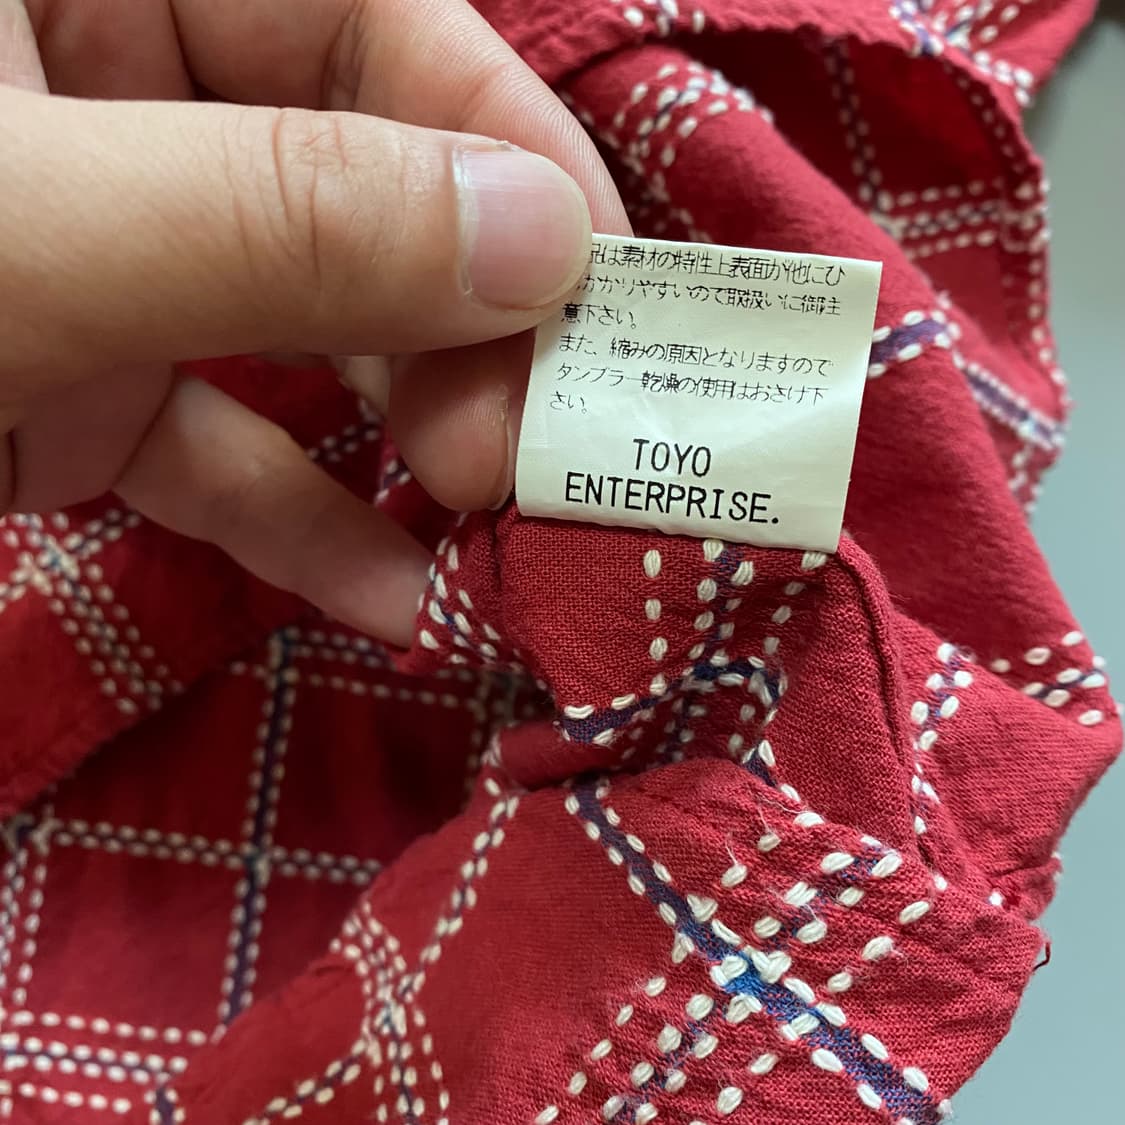 品は素材の特性上表面が他にひ
かかりやすいので取扱いに御注
意下さい。
また、縮みの原因となりますので
タンブラー乾燥の使用はおさけ下
さい。
TOYO
ENTERPRISE.